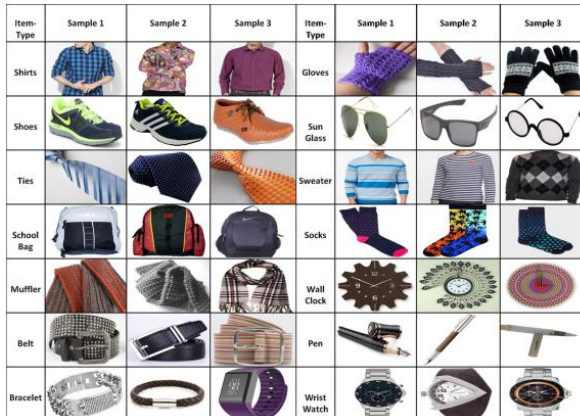 Item-Type Sample 1 Sample 2 Sample 3 Item-Type Sample 1 Sample 2 Sample 3
Shirts Gloves
Shoes Sun Glass
Ties Sweater
School Bag Socks
Muffler Wall Clock
Belt Pen
Bracelet Wrist Watch